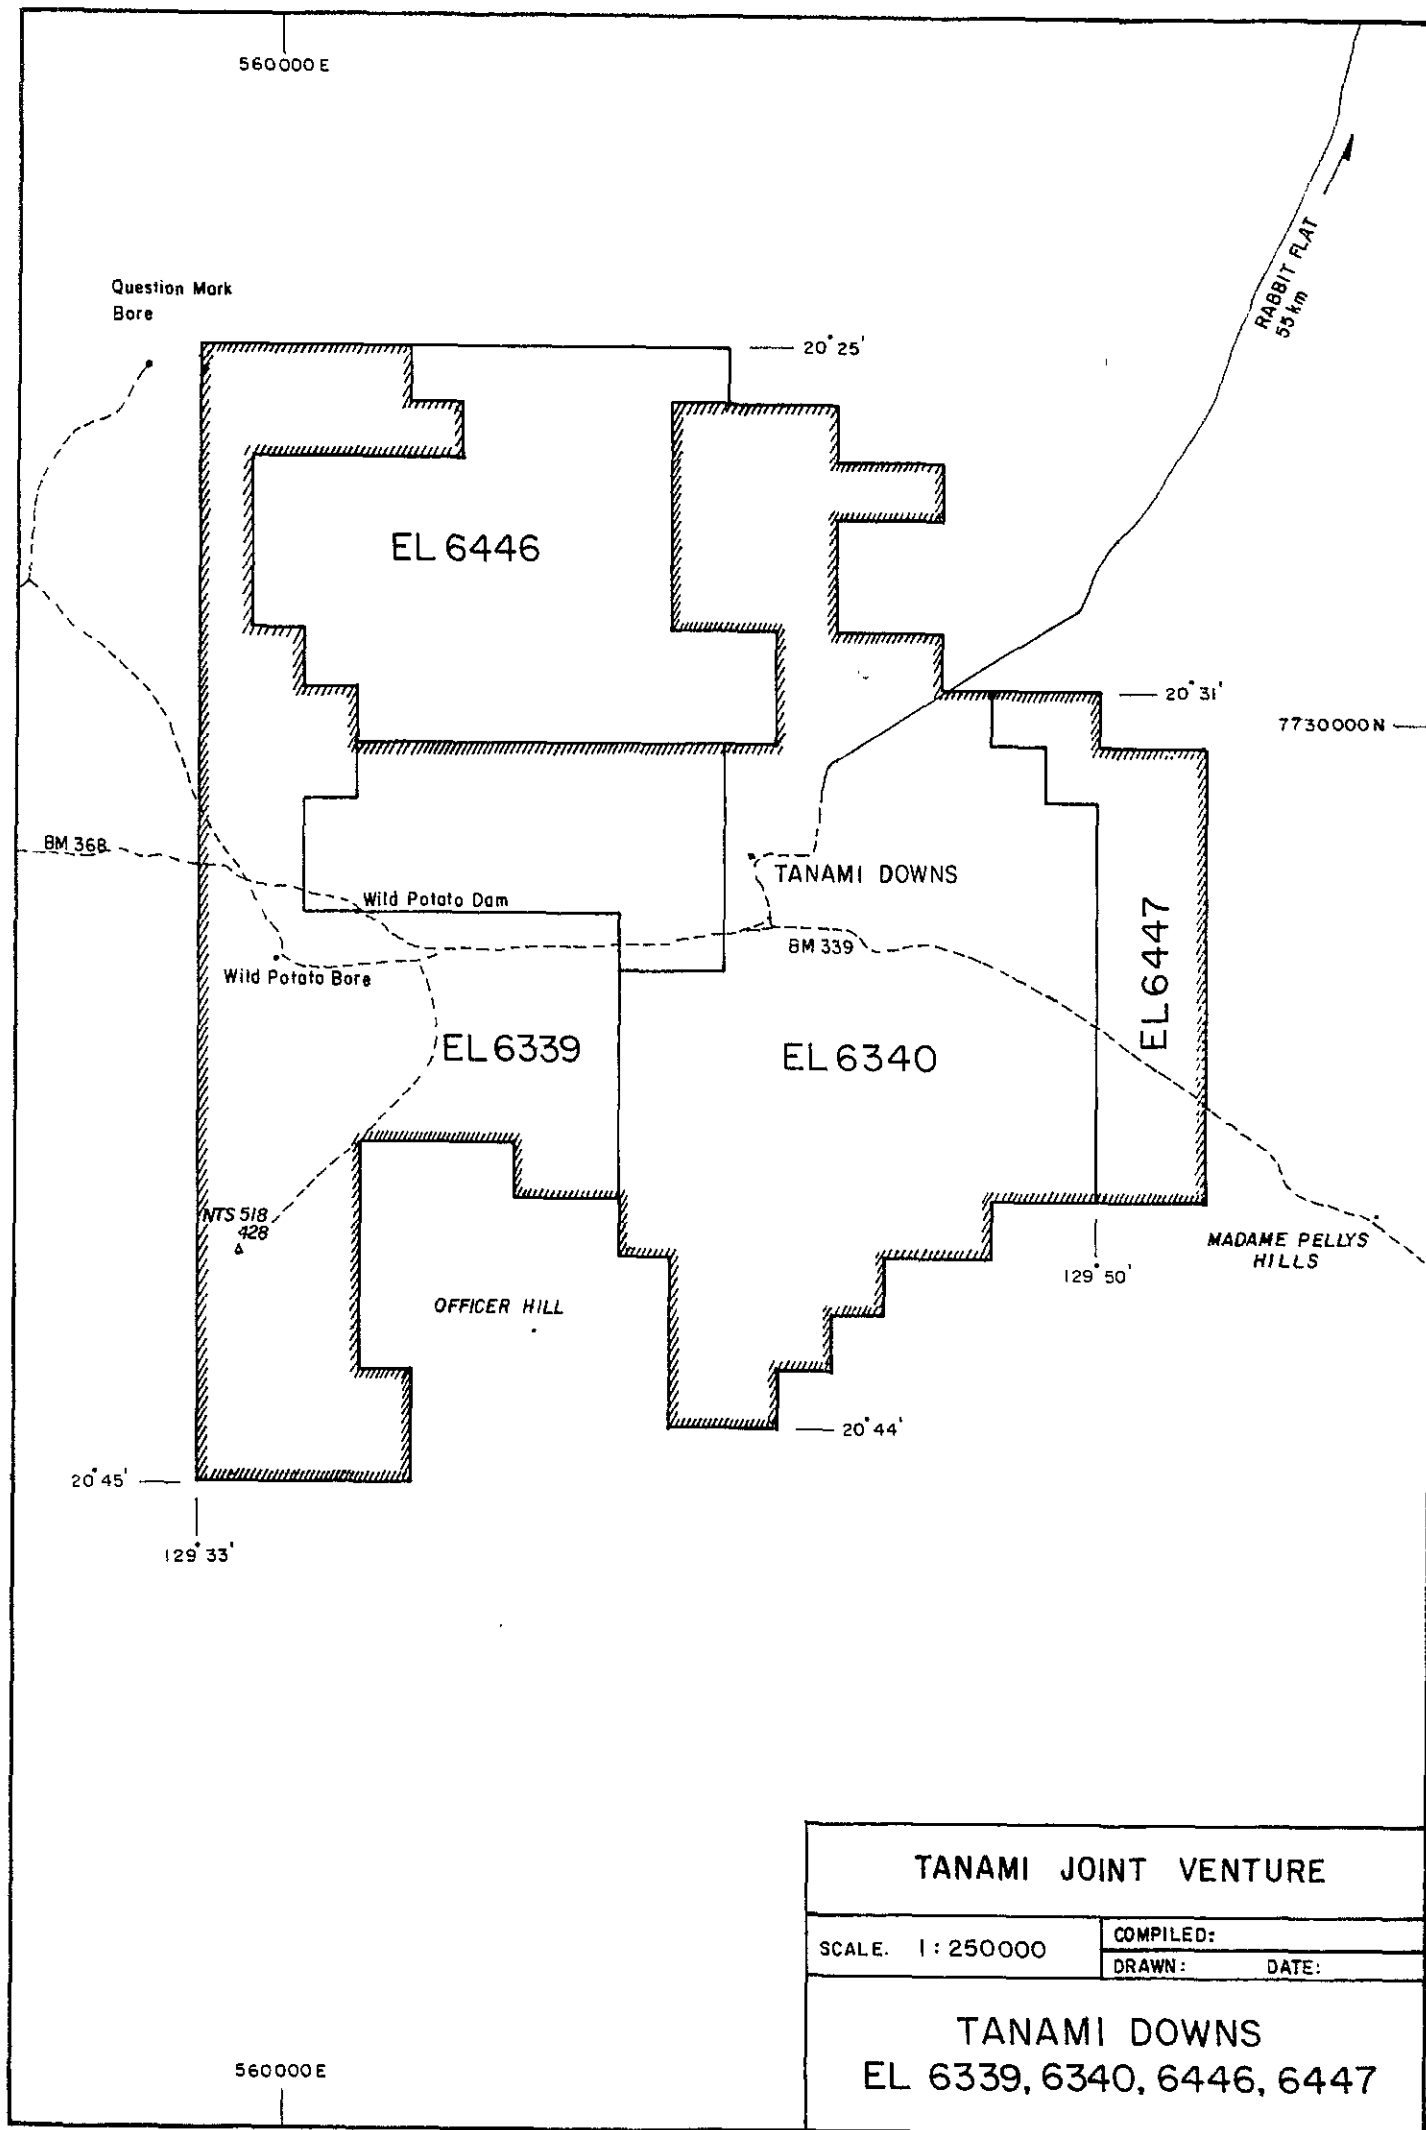 560000E
Question Mark
Bore
RABBIT FLAT
55km
20°25'
EL 6446
20°31'
7730000N
BM 368
TANAMI DOWNS
Wild Potato Dam
BM 339
EL 6447
Wild Potato Bore
EL 6339
EL 6340
NTS 518
428
MADAME PELLYS
HILLS
129°50'
OFFICER HILL
20°44'
20°45'
129°33'
TANAMI JOINT VENTURE
SCALE. 1:250000
COMPILED:
DRAWN: DATE:
TANAMI DOWNS
EL 6339, 6340, 6446, 6447
560000E